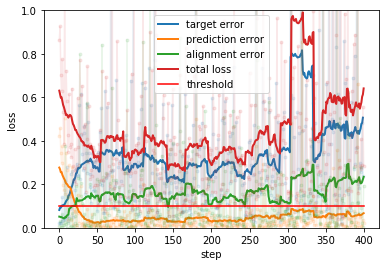 1.0
0.8
0.6
0.4
0.2
0.0
loss
target error
prediction error
alignment error
total loss
threshold
0 50 100 150 200 250 300 350 400
step